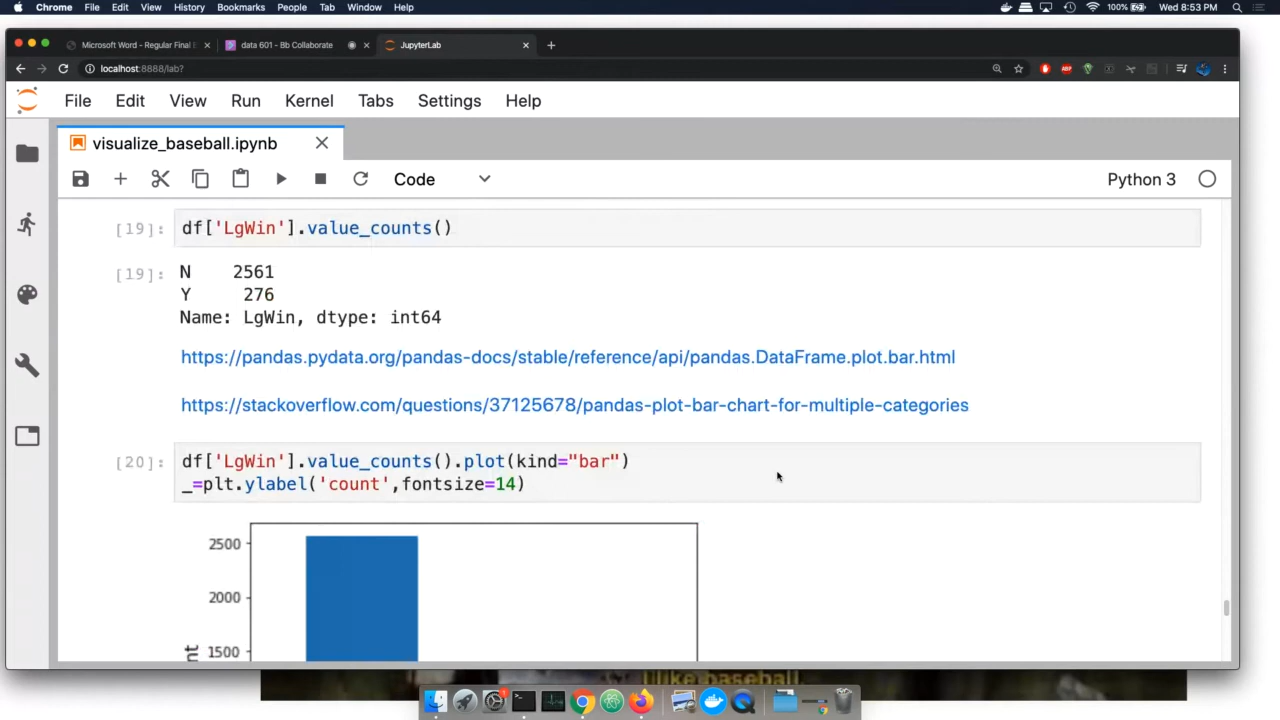 Chrome File Edit View History Bookmarks People Tab Window Help 100% Wed 8:53 PM
Microsoft Word - Regular Final E data 601 - Bb Collaborate JupyterLab
localhost:8888/lab?
ABP
File Edit View Run Kernel Tabs Settings Help
visualize_baseball.ipynb
Code Python 3
[19]: df['LgWin'].value_counts()
[19]: N 2561
Y 276
Name: LgWin, dtype: int64
https://pandas.pydata.org/pandas-docs/stable/reference/api/pandas.DataFrame.plot.bar.html
https://stackoverflow.com/questions/37125678/pandas-plot-bar-chart-for-multiple-categories
[20]: df['LgWin'].value_counts().plot(kind="bar")
_=plt.ylabel('count',fontsize=14)
2500
2000
1500
I like baseball.